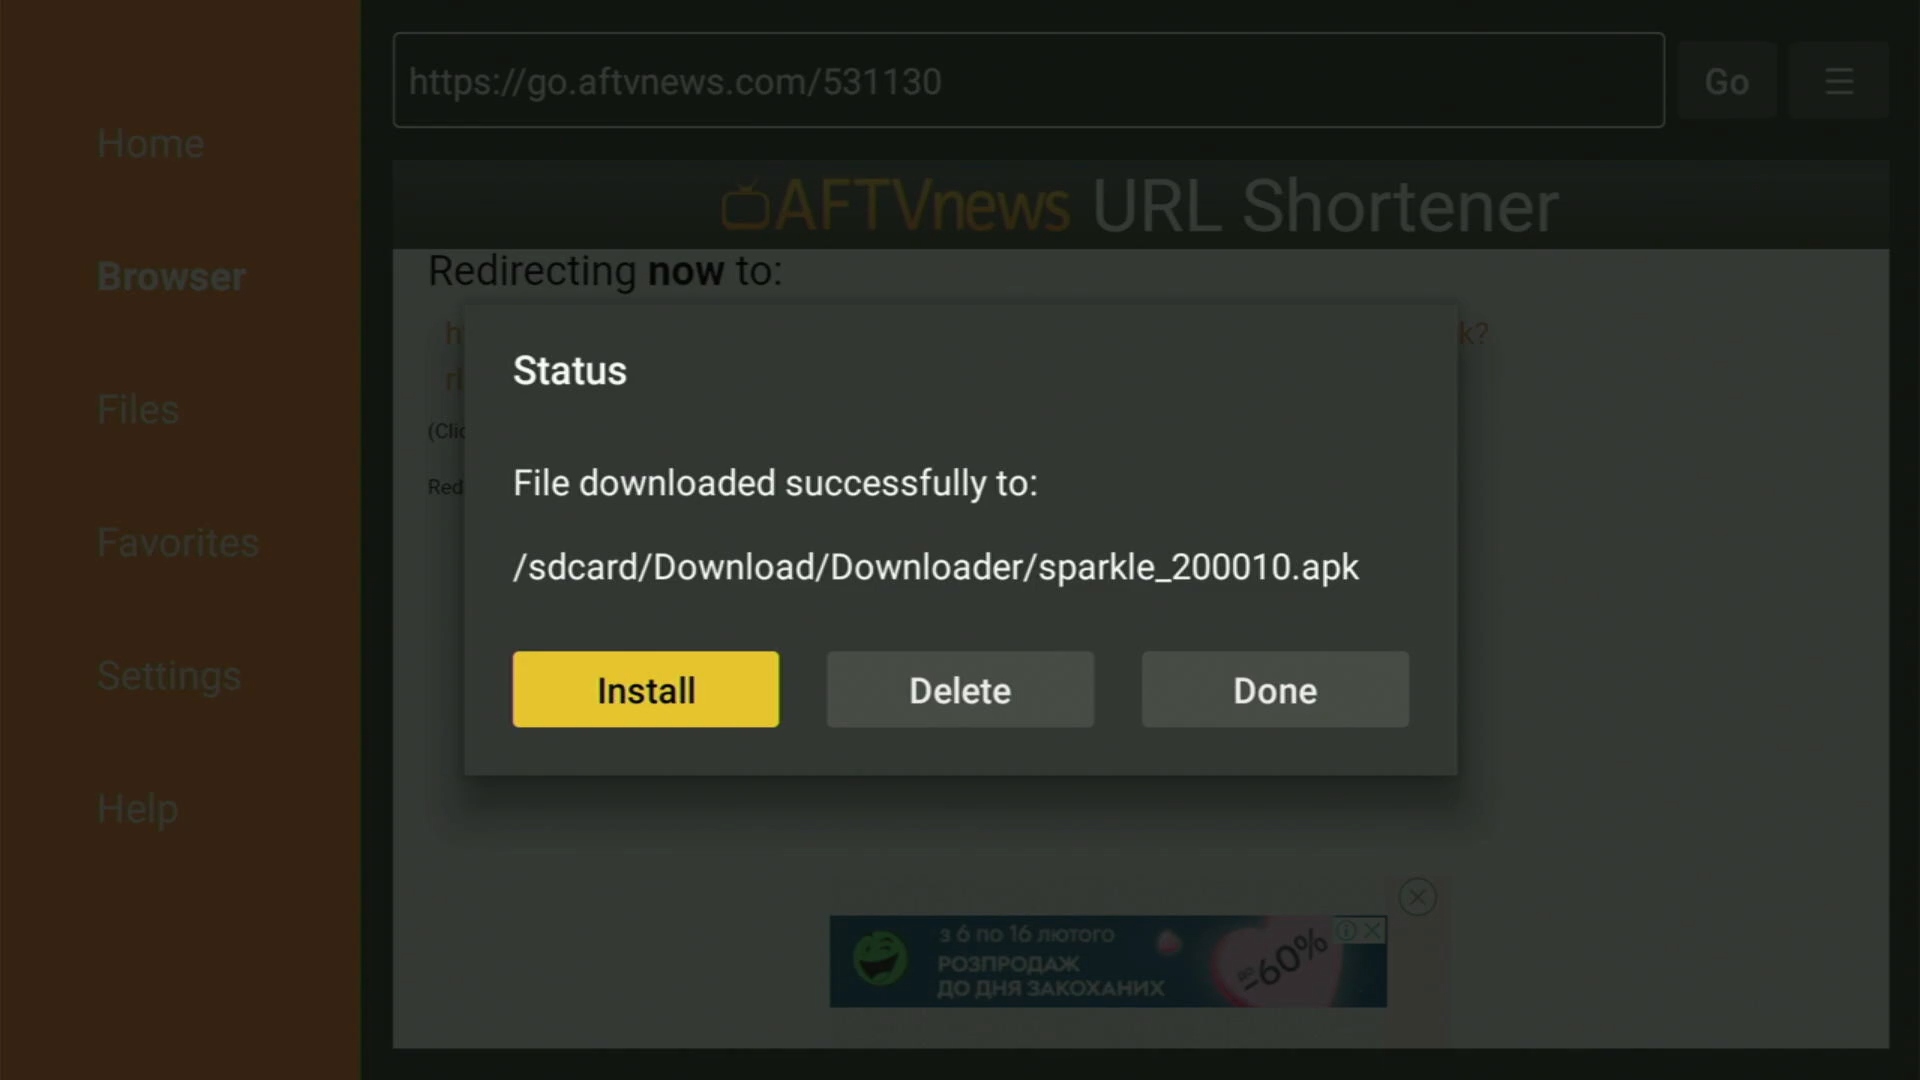 Home
Browser
Files
Favorites
Settings
Help
https://go.aftvnews.com/531130
Go
AFTVnews URL Shortener
Redirecting now to:
k?
Status
File downloaded successfully to:
/sdcard/Download/Downloader/sparkle_200010.apk
Install
Delete
Done
з 6 по 16 лютого
РОЗПРОДАЖ
ДО ДНЯ ЗАКОХАНИХ
до
–60%